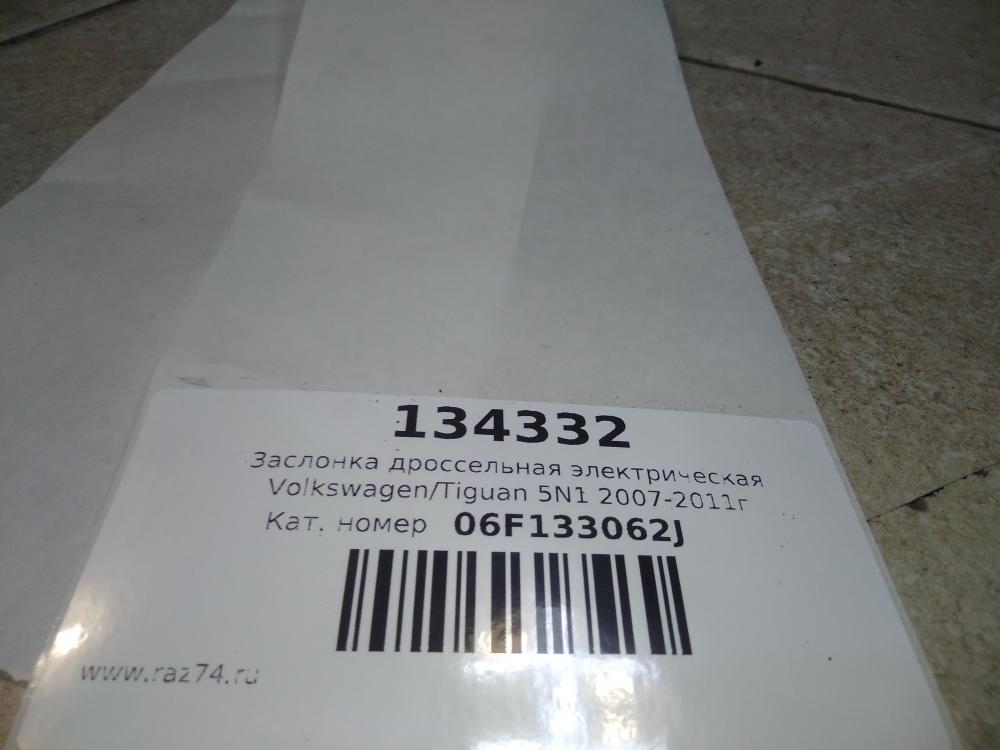 134332
Заслонка дроссельная электрическая
Volkswagen/Tiguan 5N1 2007-2011г
Кат. номер 06F133062J
www.raz74.ru